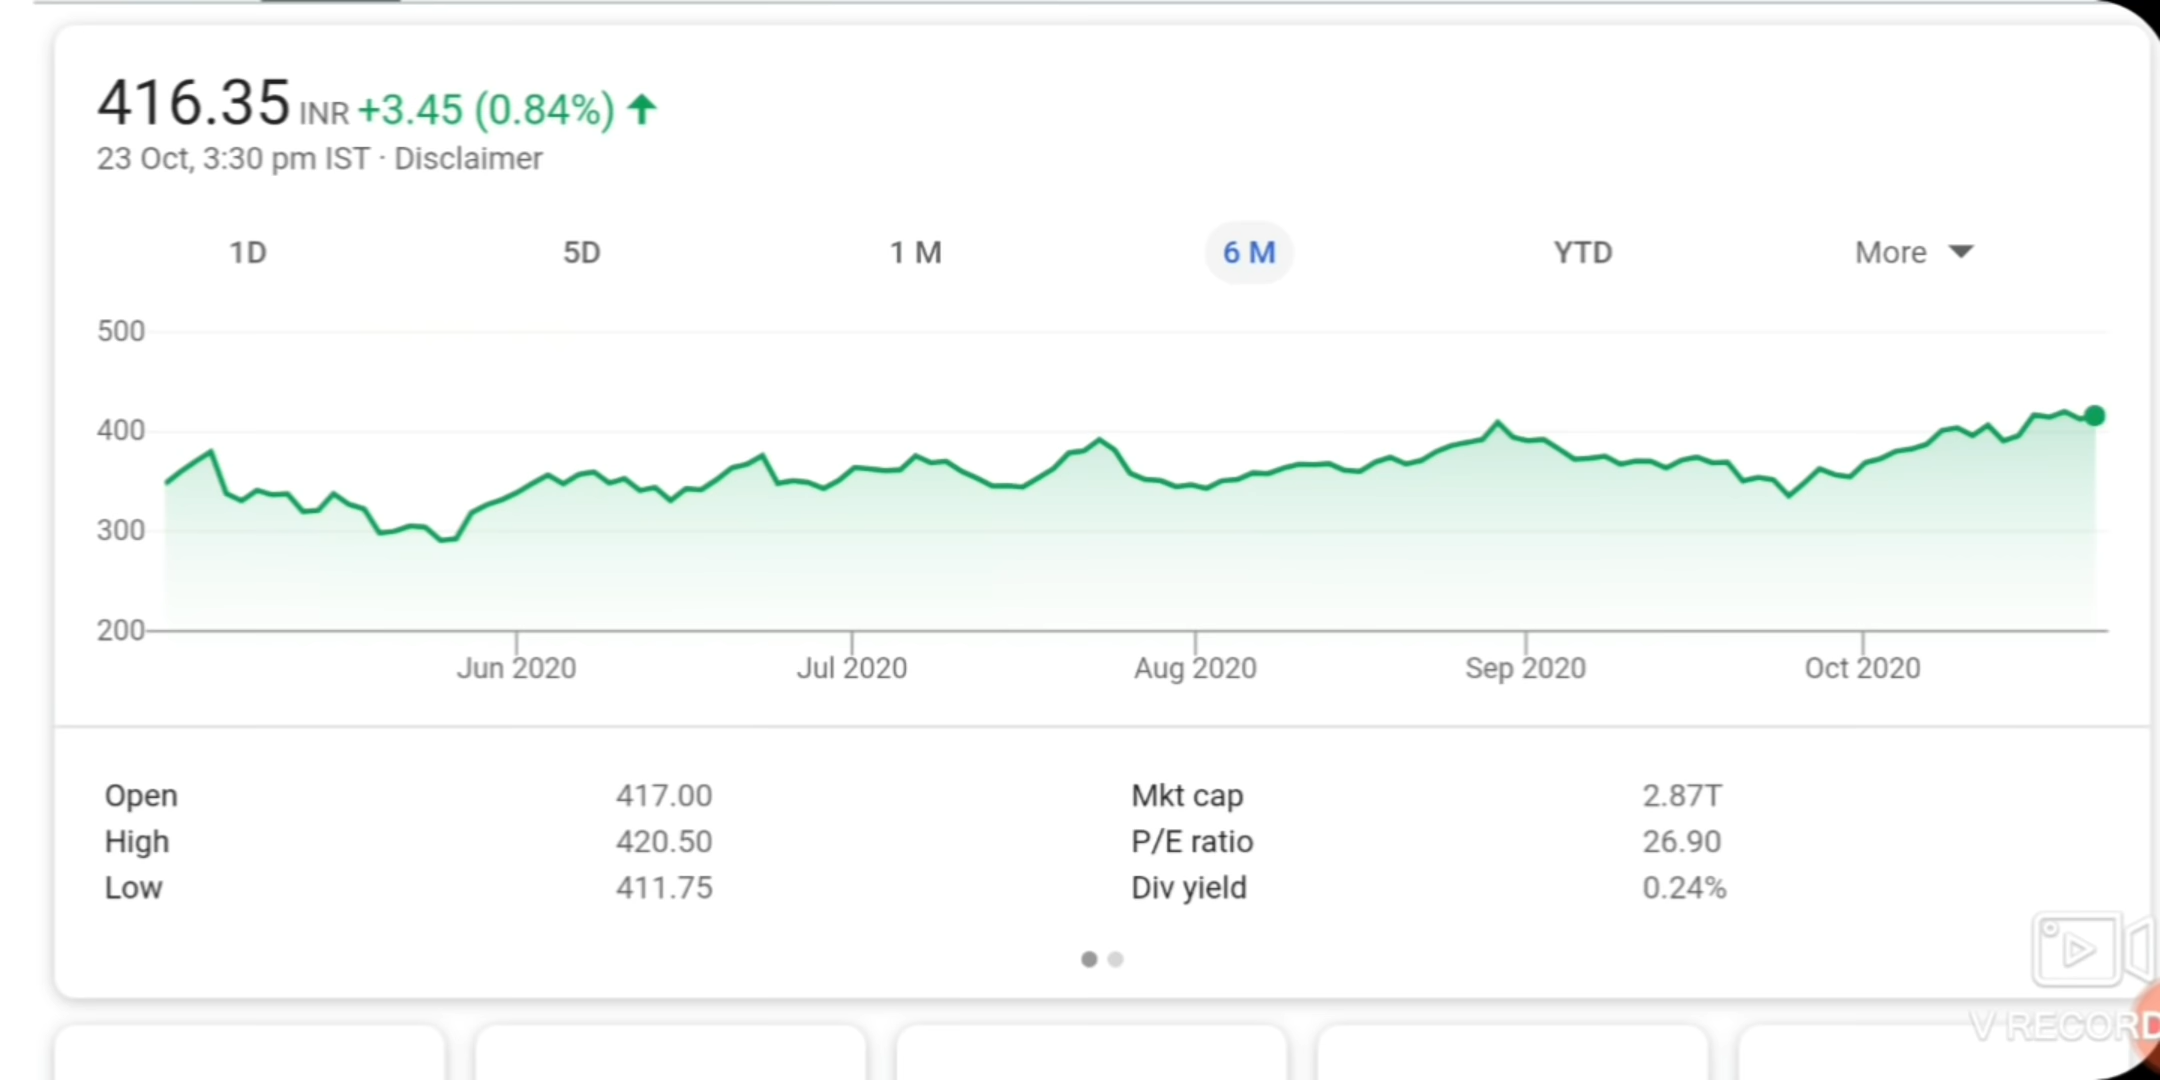 416.35 INR +3.45 (0.84%)
23 Oct, 3:30 pm IST · Disclaimer
1D 5D 1 M 6 M YTD More
500
400
300
200
Jun 2020 Jul 2020 Aug 2020 Sep 2020 Oct 2020
Open 417.00 Mkt cap 2.87T
High 420.50 P/E ratio 26.90
Low 411.75 Div yield 0.24%
V RECORD